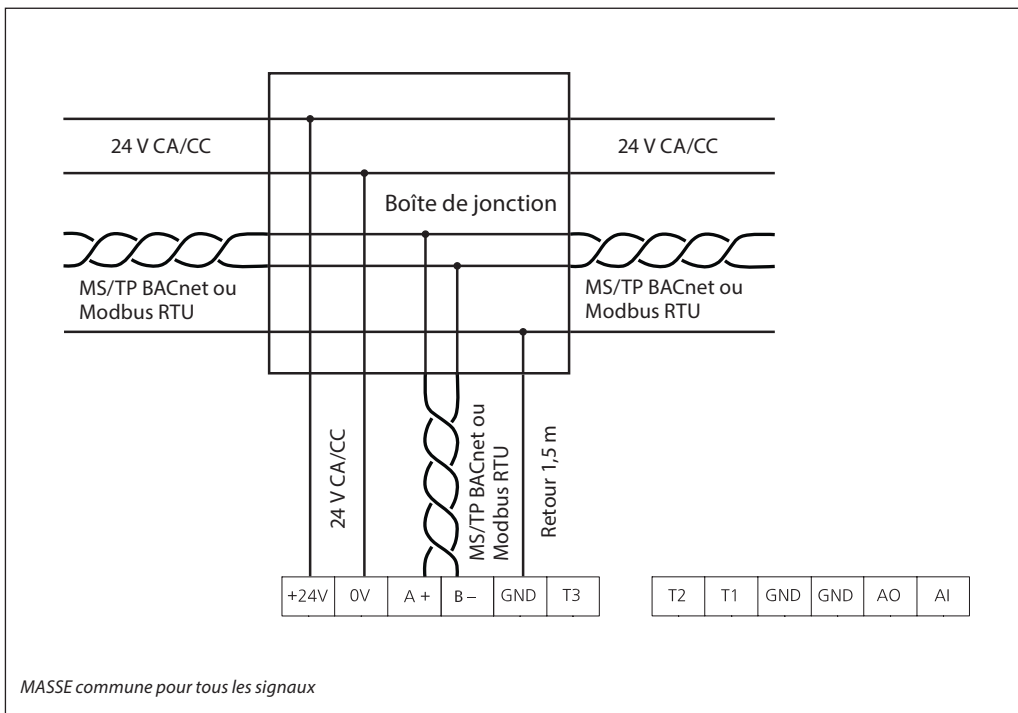 24 V CA/CC
24 V CA/CC
Boîte de jonction
MS/TP BACnet ou
Modbus RTU
MS/TP BACnet ou
Modbus RTU
24 V CA/CC
MS/TP BACnet ou
Modbus RTU
Retour 1,5 m
+24V 0V A + B – GND T3
T2 T1 GND GND AO AI
MASSE commune pour tous les signaux